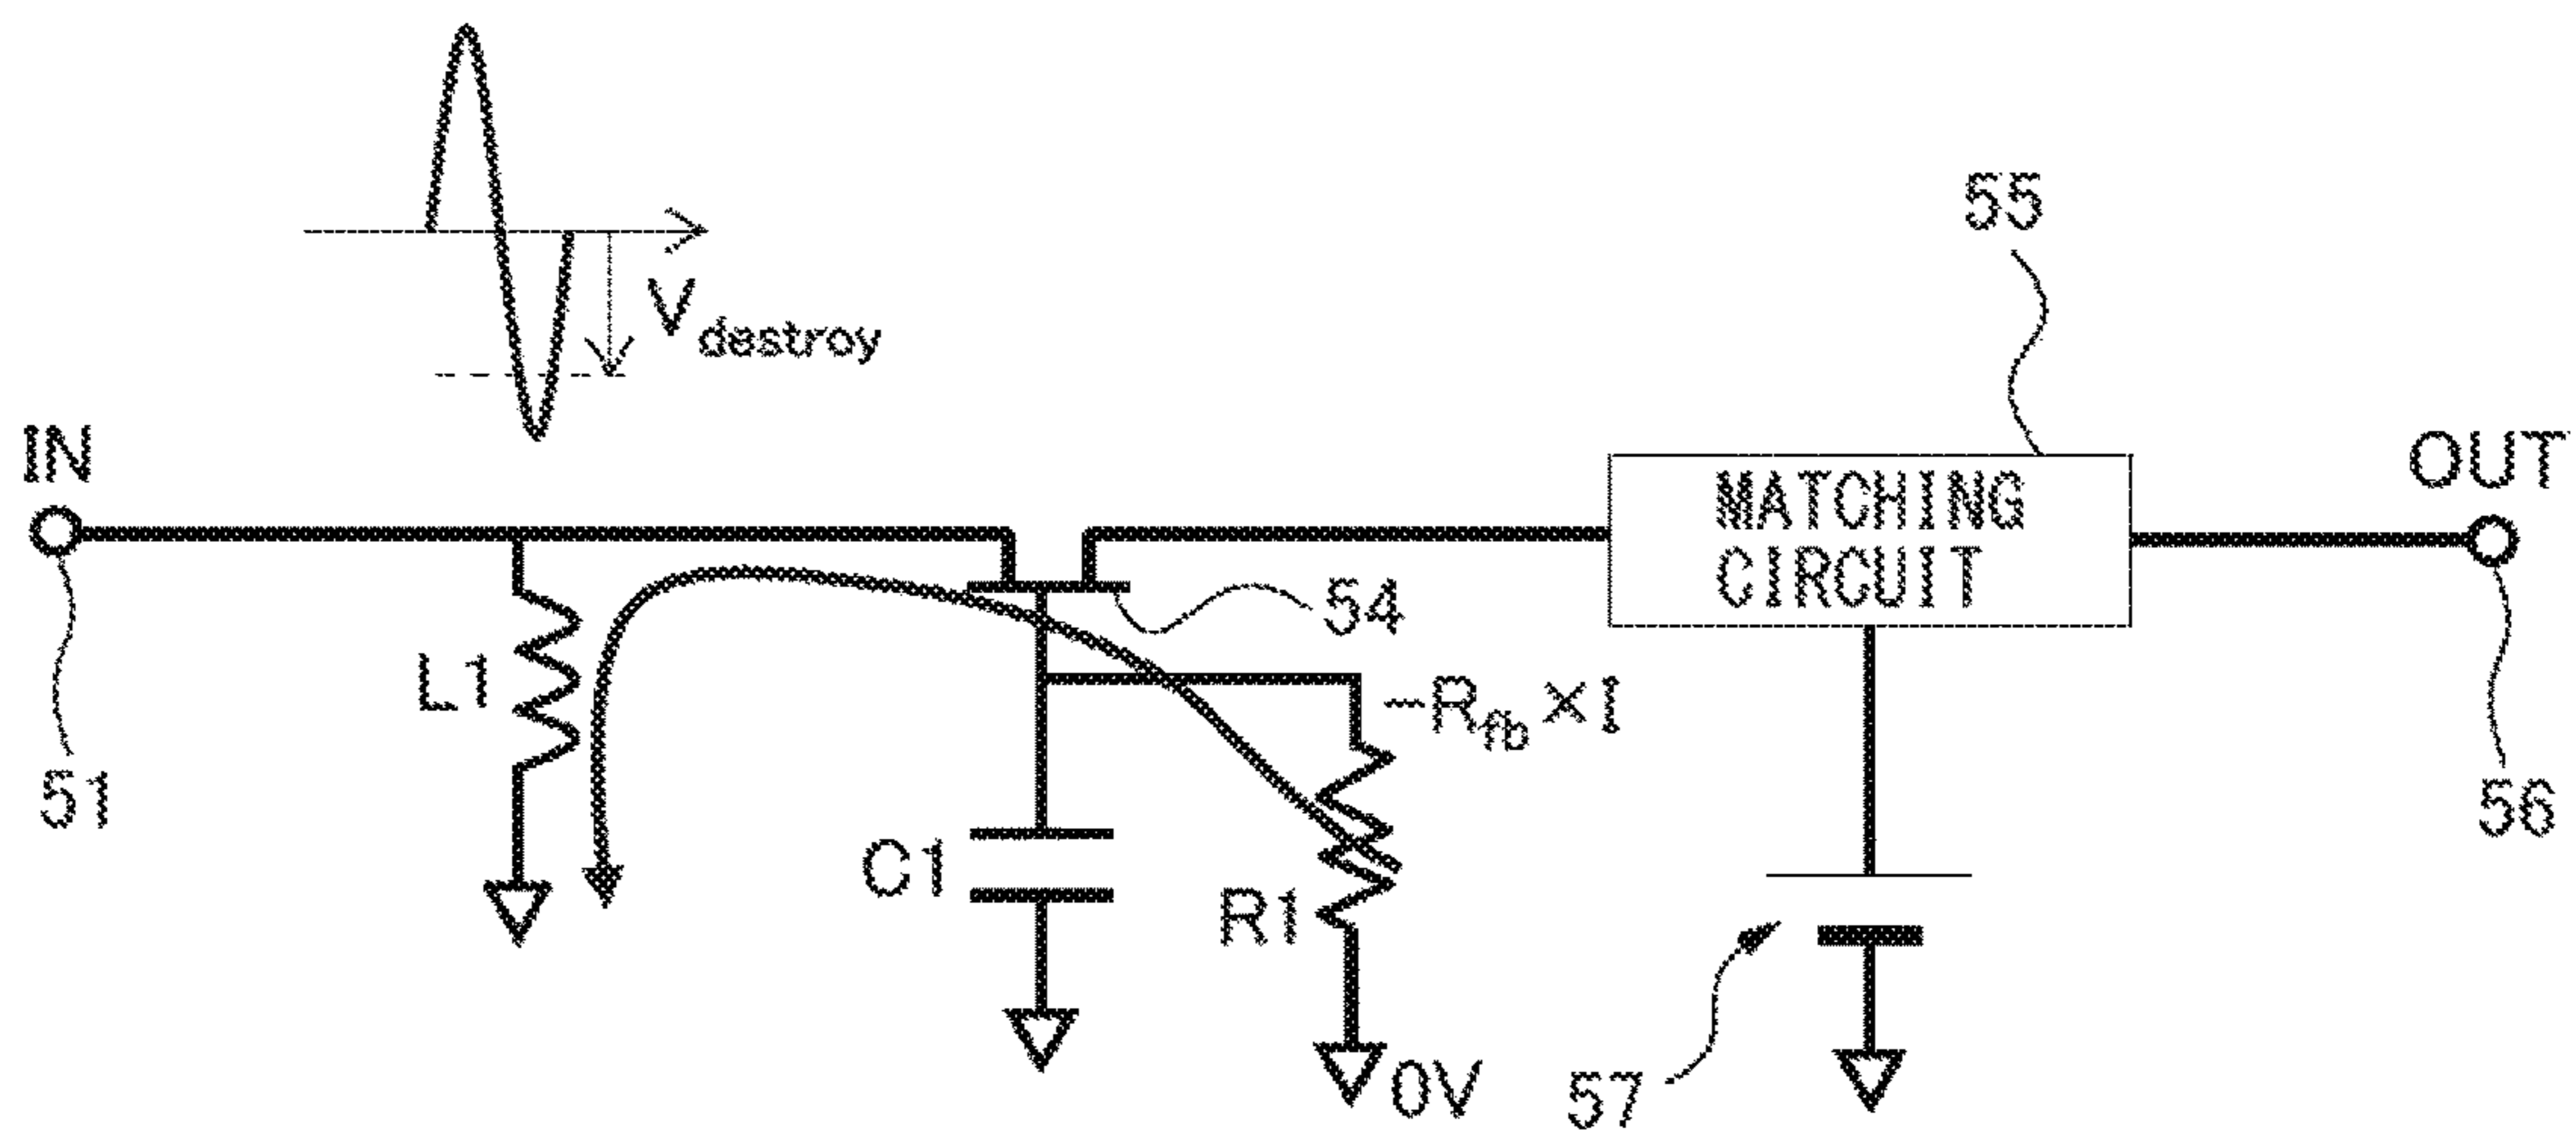 55
V destroy
IN
OUT
MATCHING
CIRCUIT
54
L1
-Rfb×I
51
56
C1
R1
0V
57